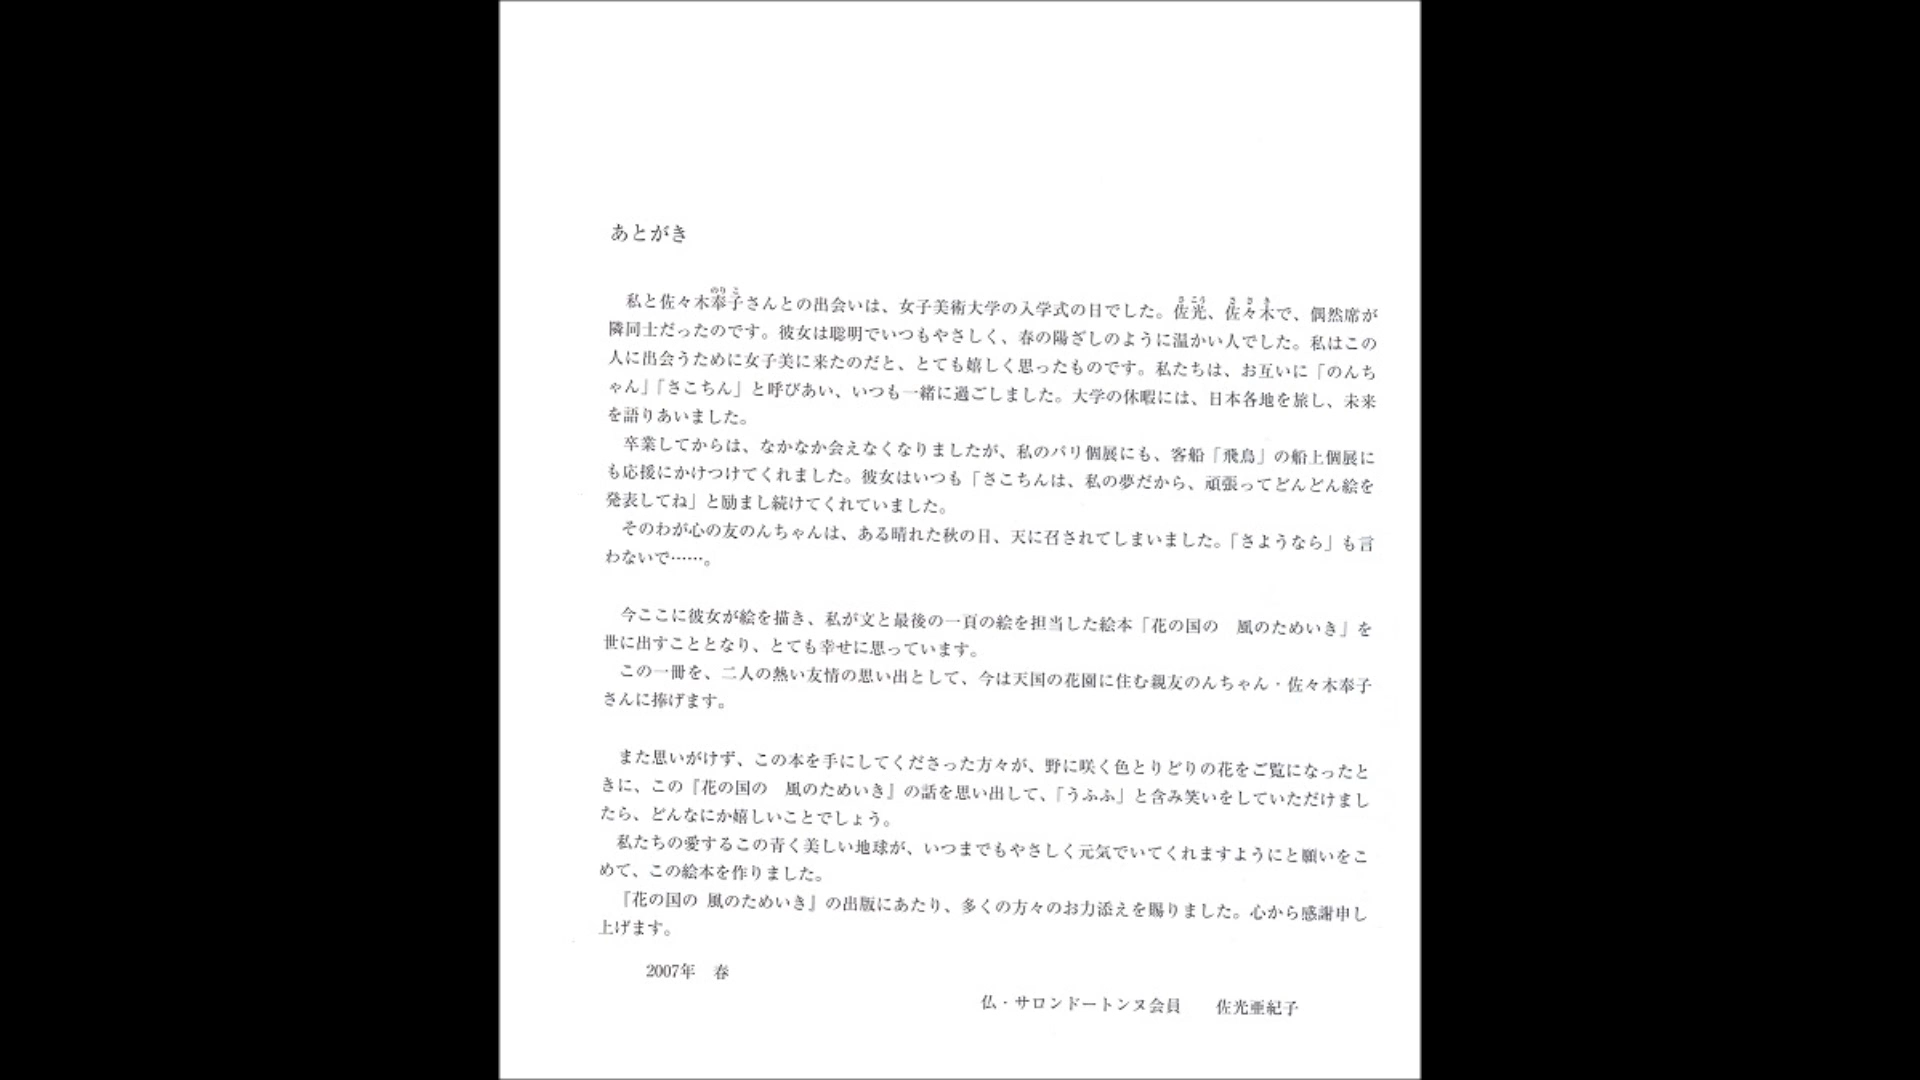 あとがき
私と佐々木奉子さんとの出会いは、女子美術大学の入学式の日でした。佐光、佐々木で、偶然席が
隣同士だったのです。彼女は聡明でいつもやさしく、春の陽ざしのように温かい人でした。私はこの
人に出会うために女子美に来たのだと、とても嬉しく思ったものです。私たちは、お互いに「のんち
ゃん」「さこちん」と呼びあい、いつも一緒に過ごしました。大学の休暇には、日本各地を旅し、未来
を語りあいました。
卒業してからは、なかなか会えなくなりましたが、私のパリ個展にも、客船「飛鳥」の船上個展に
も応援にかけつけてくれました。彼女はいつも「さこちんは、私の夢だから、頑張ってどんどん絵を
発表してね」と励まし続けてくれていました。
そのわが心の友のんちゃんは、ある晴れた秋の日、天に召されてしまいました。「さようなら」も言
わないで……。
今ここに彼女が絵を描き、私が文と最後の一頁の絵を担当した絵本「花の国の　風のためいき」を
世に出すこととなり、とても幸せに思っています。
この一冊を、二人の熱い友情の思い出として、今は天国の花園に住む親友のんちゃん・佐々木奉子
さんに捧げます。
また思いがけず、この本を手にしてくださった方々が、野に咲く色とりどりの花をご覧になったと
きに、この『花の国の　風のためいき』の話を思い出して、「うふふ」と含み笑いをしていただけまし
たら、どんなにか嬉しいことでしょう。
私たちの愛するこの青く美しい地球が、いつまでもやさしく元気でいてくれますようにと願いをこ
めて、この絵本を作りました。
『花の国の 風のためいき』の出版にあたり、多くの方々のお力添えを賜りました。心から感謝申し
上げます。
2007年　春
仏・サロンドートンヌ会員　佐光亜紀子